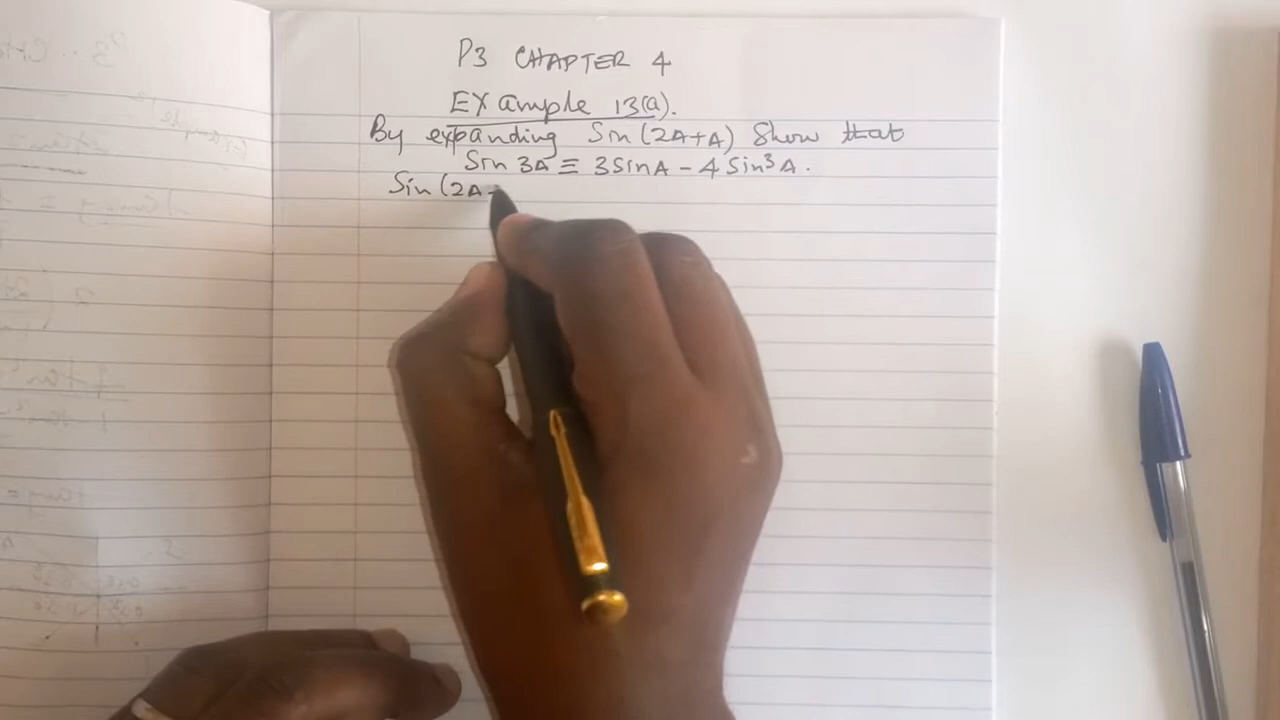 P3 CHAPTER 4
EXample 13(a).
By expanding Sin(2A+A) Show that
Sin 3A ≡ 3SinA - 4 Sin³A.
Sin (2A